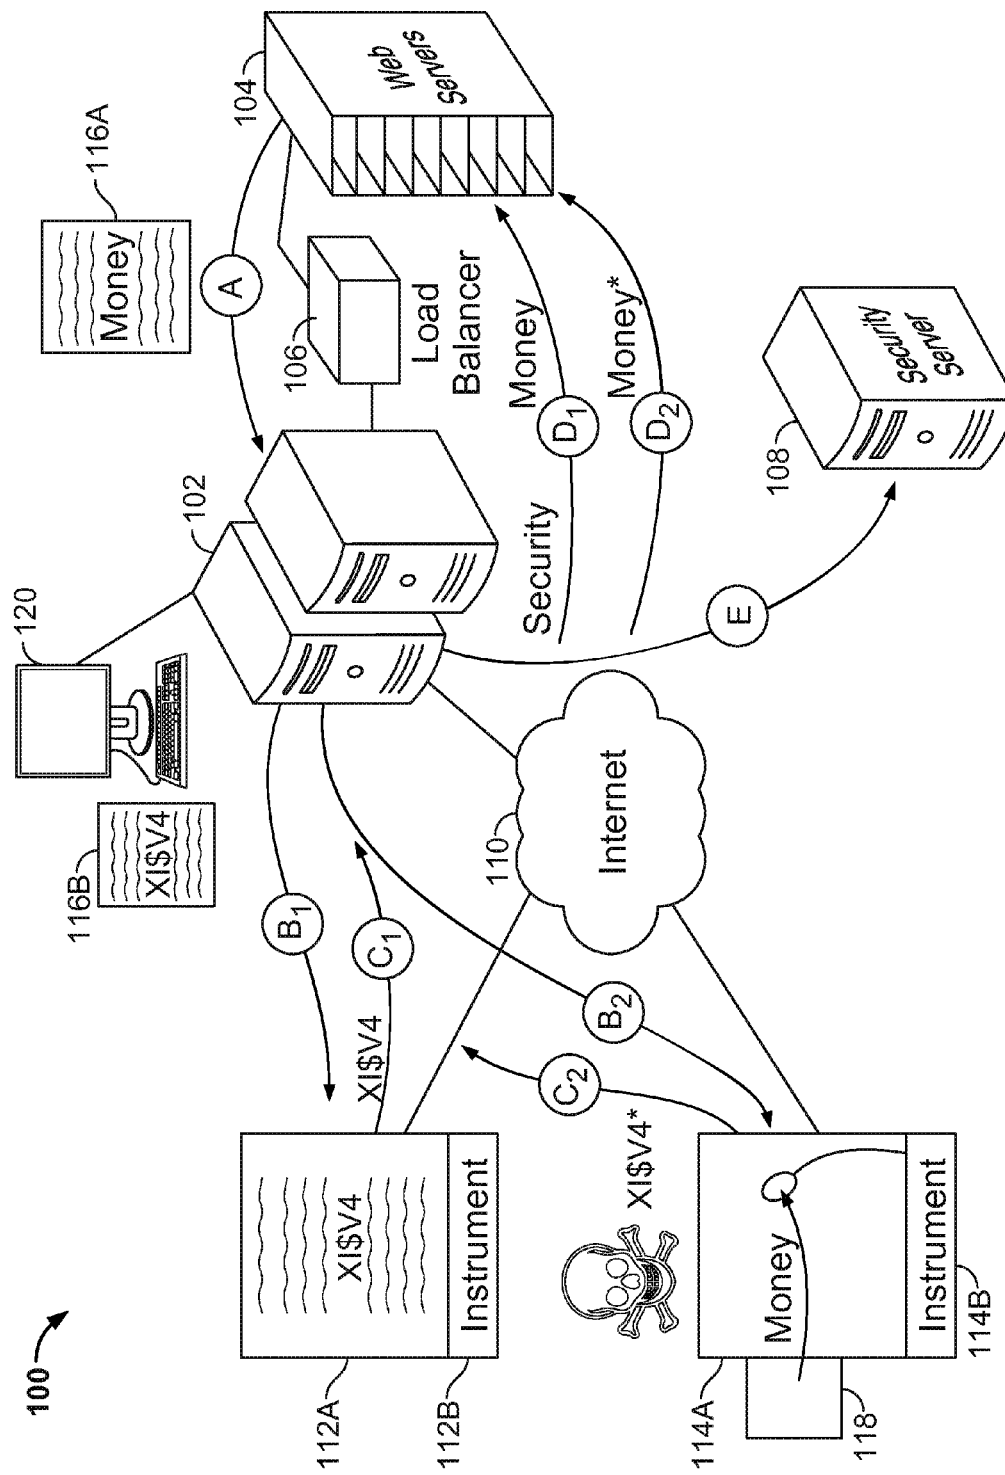 100
120
116B
XI$V4
102
116A
Money
A
104
Web
Servers
106
Load
Balancer
B1
C1
XI$V4
112A
XI$V4
Instrument
112B
110
Internet
Security
D1
Money
D2
Money*
E
108
Security
Server
B2
C2
XI$V4*
114A
Money
118
Instrument
114B